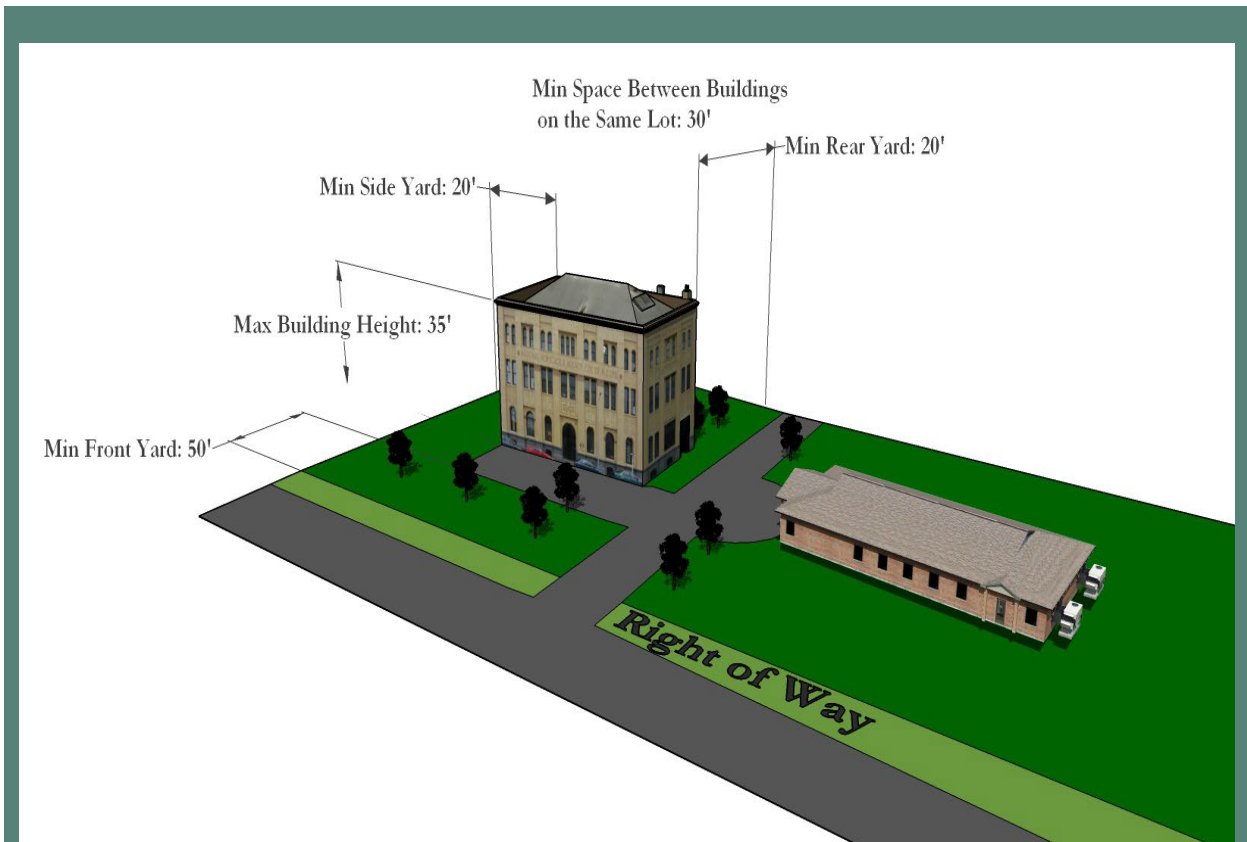 Min Space Between Buildings
on the Same Lot: 30'
Min Rear Yard: 20'
Min Side Yard: 20'
Max Building Height: 35'
Min Front Yard: 50'
Right of Way